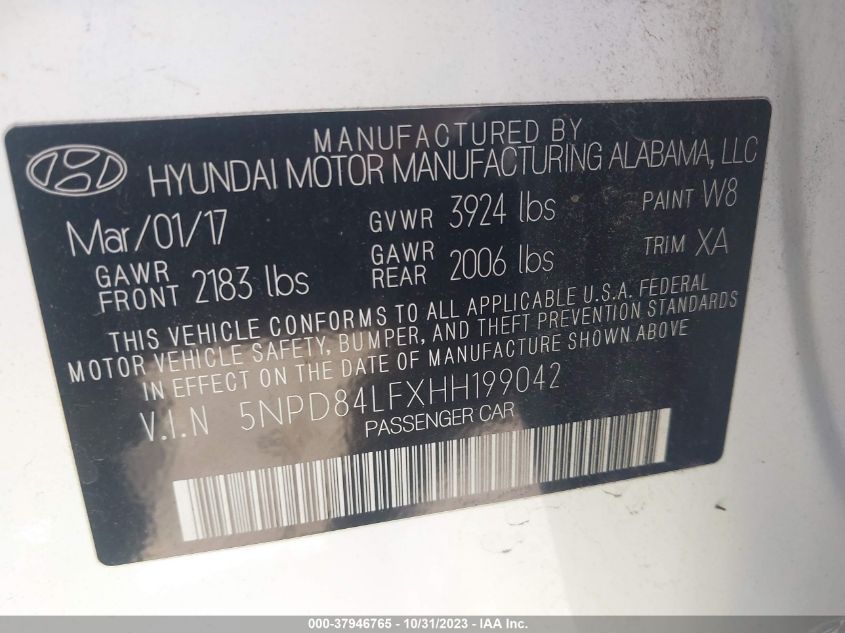 MANUFACTURED BY
HYUNDAI MOTOR MANUFACTURING ALABAMA, LLC
Mar/01/17 GVWR 3924 lbs PAINT W8
GAWR FRONT 2183 lbs GAWR REAR 2006 lbs TRIM XA
THIS VEHICLE CONFORMS TO ALL APPLICABLE U.S.A. FEDERAL
MOTOR VEHICLE SAFETY, BUMPER, AND THEFT PREVENTION STANDARDS
IN EFFECT ON THE DATE OF MANUFACTURE SHOWN ABOVE
V.I.N 5NPD84LFXHH199042
PASSENGER CAR
000-37946765 - 10/31/2023 - IAA Inc.